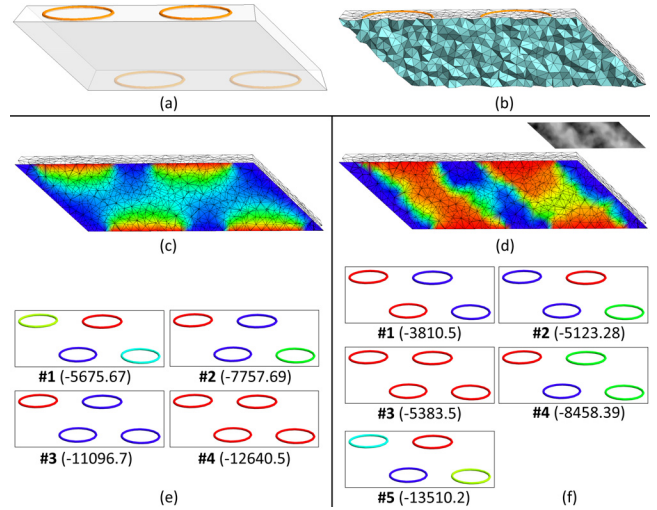 (a)
(b)
(c)
(d)
#1 (-5675.67)
#2 (-7757.69)
#3 (-11096.7)
#4 (-12640.5)
(e)
#1 (-3810.5)
#2 (-5123.28)
#3 (-5383.5)
#4 (-8458.39)
#5 (-13510.2)
(f)